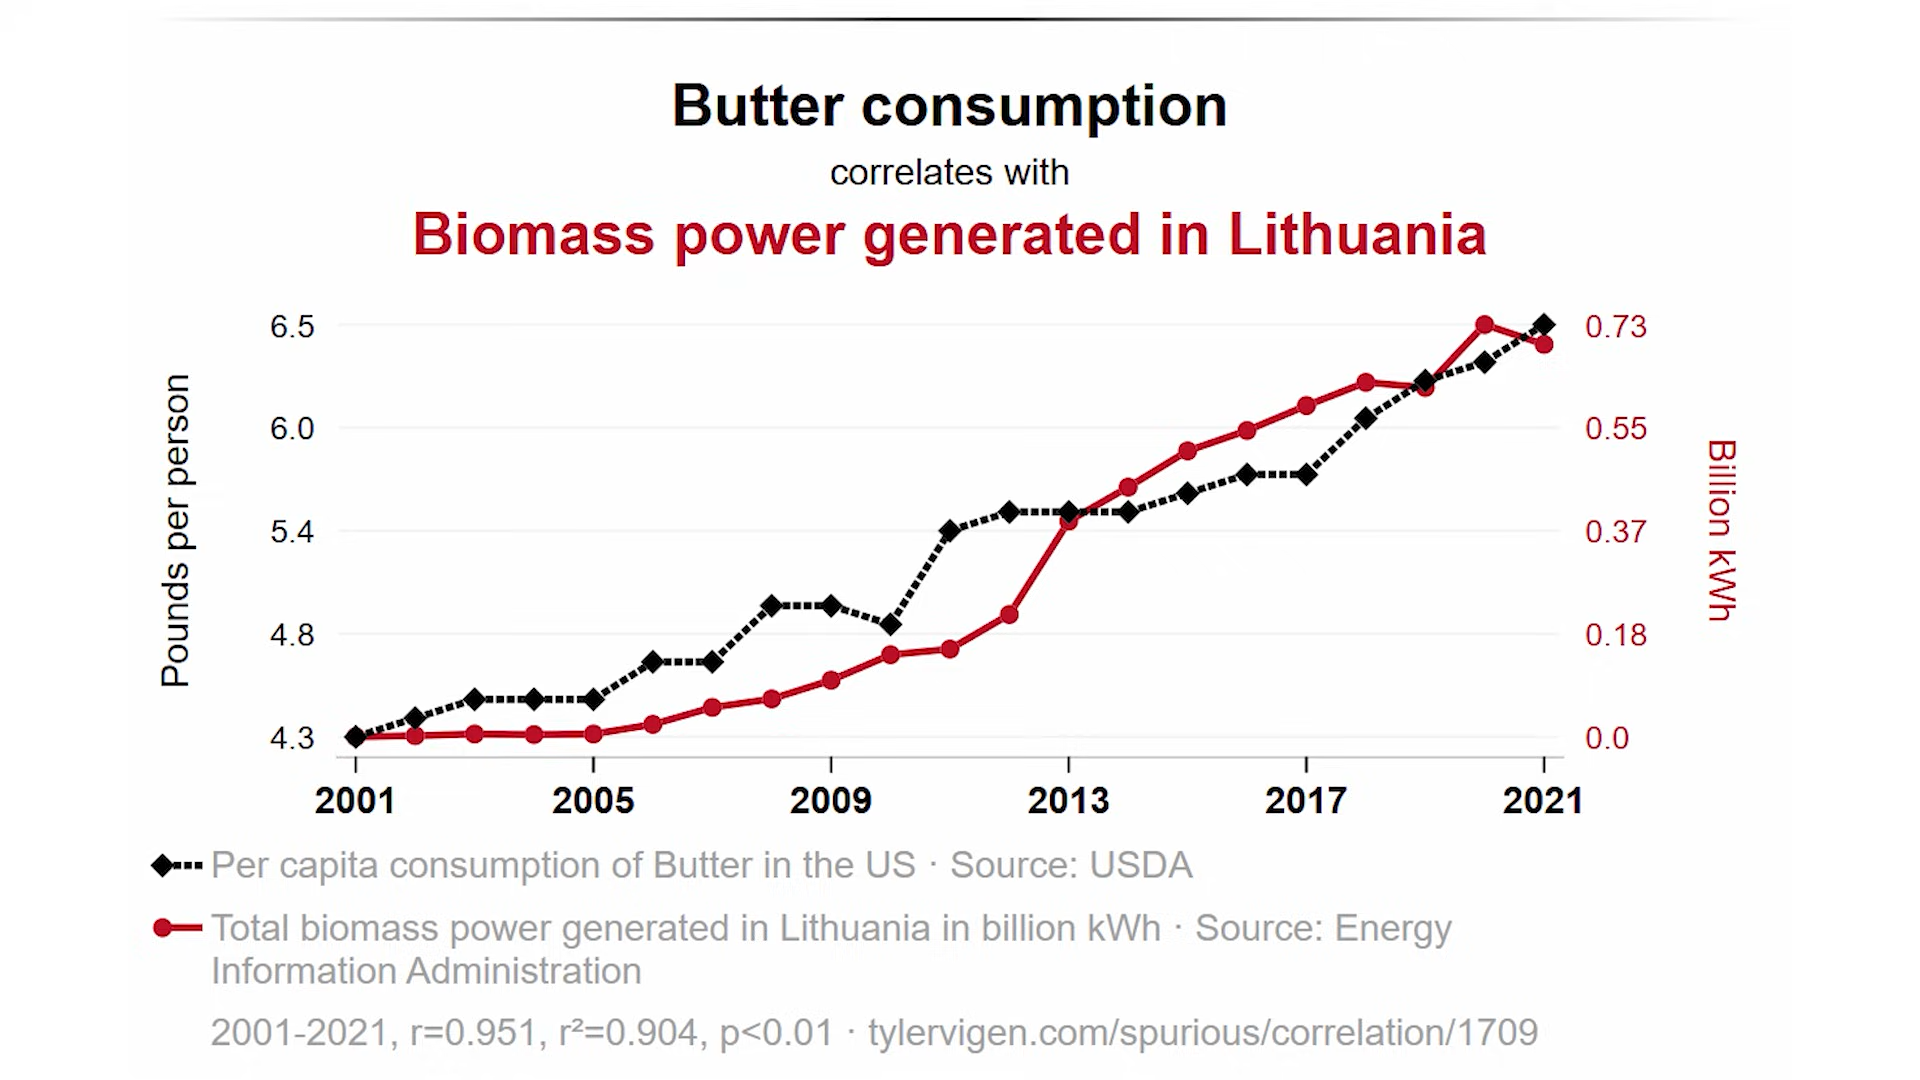 Butter consumption
correlates with
Biomass power generated in Lithuania
Pounds per person
6.5
6.0
5.4
4.8
4.3
0.73
0.55
0.37
0.18
0.0
Billion kWh
2001 2005 2009 2013 2017 2021
Per capita consumption of Butter in the US · Source: USDA
Total biomass power generated in Lithuania in billion kWh · Source: Energy
Information Administration
2001-2021, r=0.951, r²=0.904, p<0.01 · tylervigen.com/spurious/correlation/1709